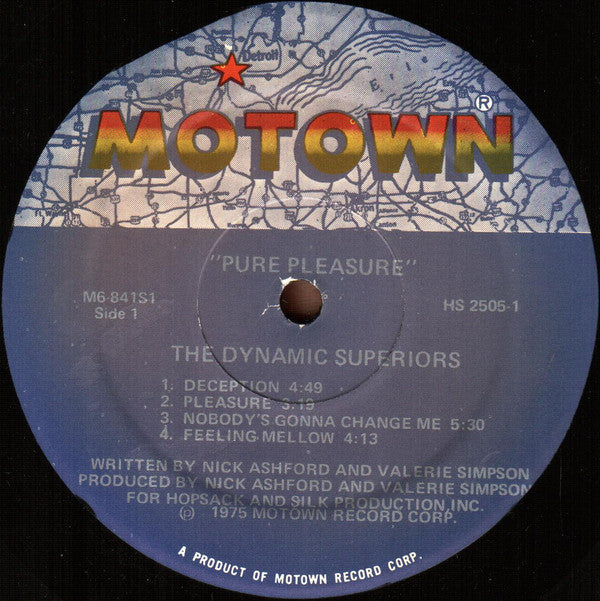 Detroit
Erie
MOTOWN®
"PURE PLEASURE"
M6-841S1
Side 1
HS 2505-1
THE DYNAMIC SUPERIORS
1. DECEPTION 4:49
2. PLEASURE 3:19
3. NOBODY'S GONNA CHANGE ME 5:30
4. FEELING MELLOW 4:13
WRITTEN BY NICK ASHFORD AND VALERIE SIMPSON
PRODUCED BY NICK ASHFORD AND VALERIE SIMPSON
FOR HOPSACK AND SILK PRODUCTION, INC.
℗ 1975 MOTOWN RECORD CORP.
A PRODUCT OF MOTOWN RECORD CORP.